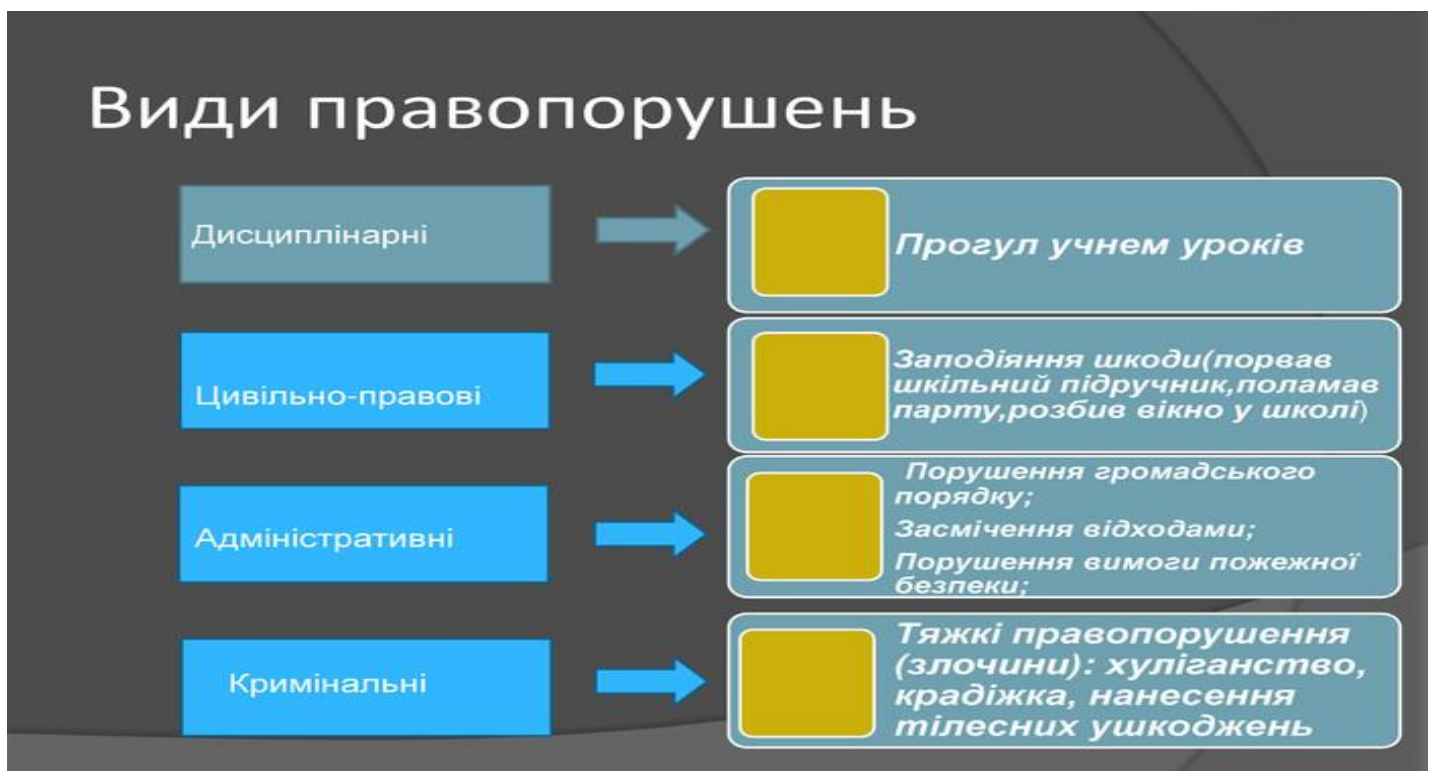 Види правопорушень
Дисциплінарні
Прогул учнем уроків
Цивільно-правові
Заподіяння шкоди(порвав
шкільний підручник,поламав
парту,розбив вікно у школі)
Адміністративні
Порушення громадського
порядку;
Засмічення відходами;
Порушення вимоги пожежної
безпеки;
Кримінальні
Тяжкі правопорушення
(злочини): хуліганство,
крадіжка, нанесення
тілесних ушкоджень